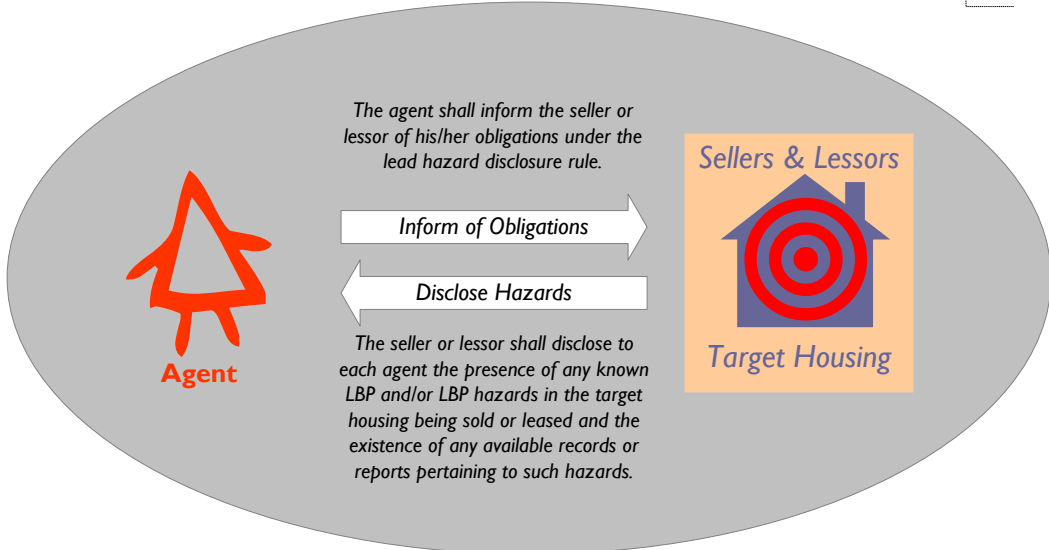 The agent shall inform the seller or
lessor of his/her obligations under the
lead hazard disclosure rule.
Sellers & Lessors
Inform of Obligations
Disclose Hazards
The seller or lessor shall disclose to
each agent the presence of any known
LBP and/or LBP hazards in the target
housing being sold or leased and the
existence of any available records or
reports pertaining to such hazards.
Agent
Target Housing